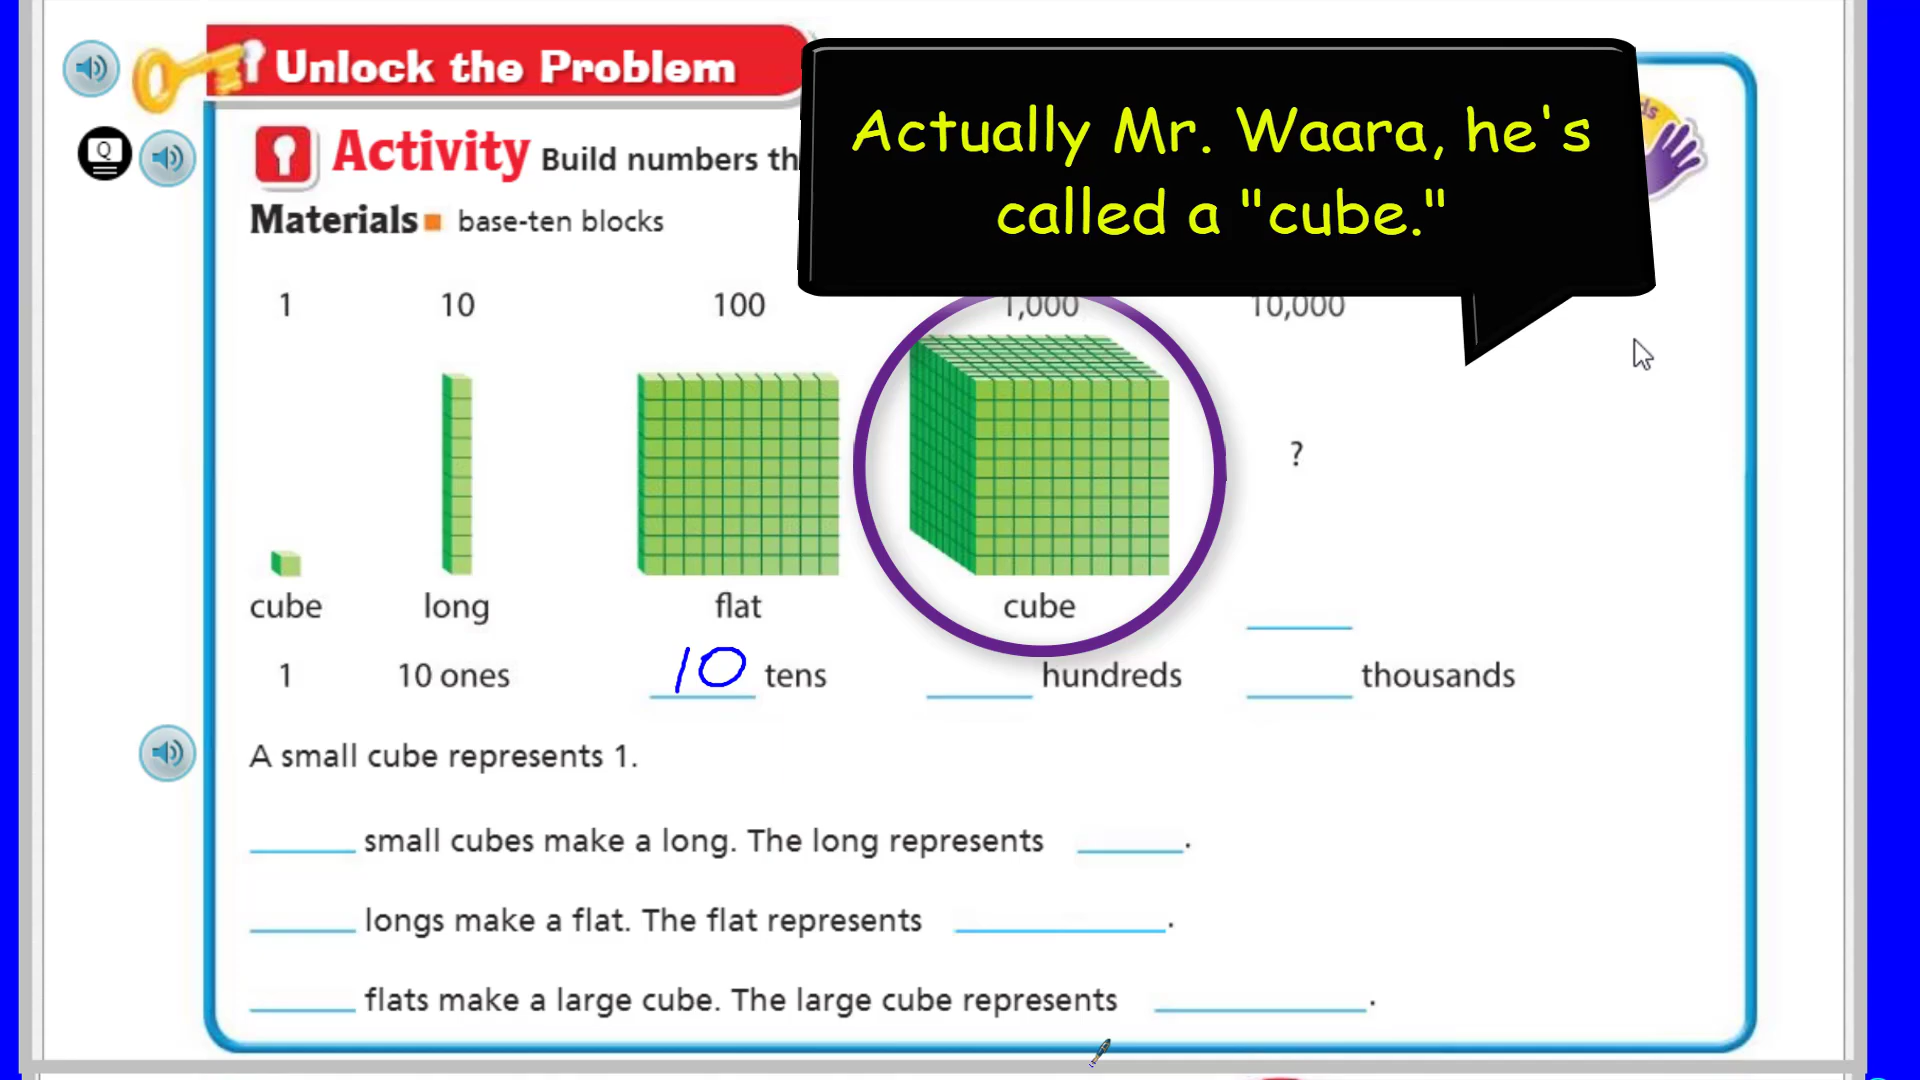 Unlock the Problem
Actually Mr. Waara, he's
called a "cube."
ds
Q
Activity Build numbers th
Materials ■ base-ten blocks
1 10 100 1,000 10,000
?
cube long flat cube
1 10 ones 10 tens hundreds thousands
A small cube represents 1.
small cubes make a long. The long represents .
longs make a flat. The flat represents .
flats make a large cube. The large cube represents .